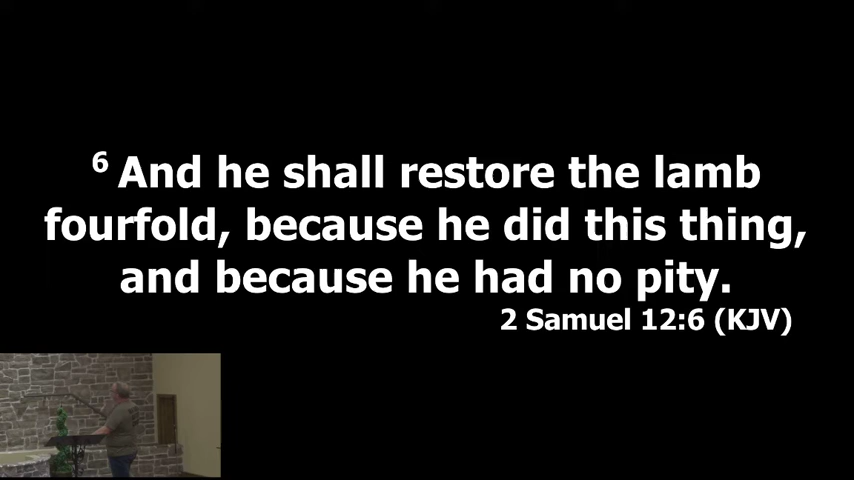 6 And he shall restore the lamb
fourfold, because he did this thing,
and because he had no pity.
2 Samuel 12:6 (KJV)